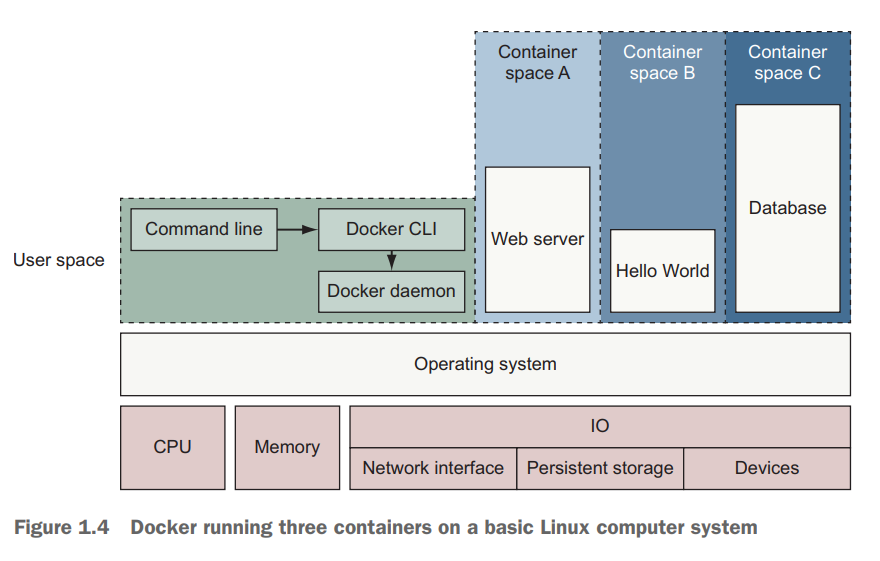 Container
space A
Container
space B
Container
space C
Database
Command line
Docker CLI
Web server
User space
Hello World
Docker daemon
Operating system
IO
CPU
Memory
Network interface
Persistent storage
Devices
Figure 1.4 Docker running three containers on a basic Linux computer system